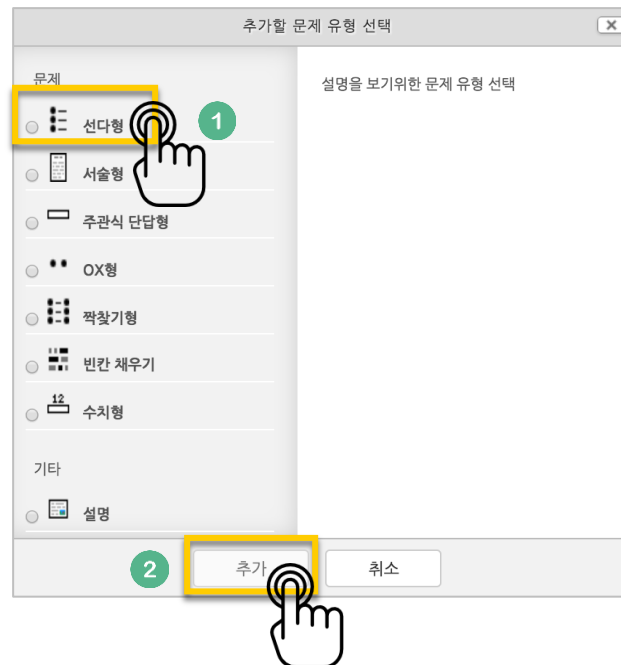 추가할 문제 유형 선택
문제
설명을 보기위한 문제 유형 선택
선다형
1
서술형
주관식 단답형
OX형
짝찾기형
빈칸 채우기
12
수치형
기타
설명
2
추가
취소